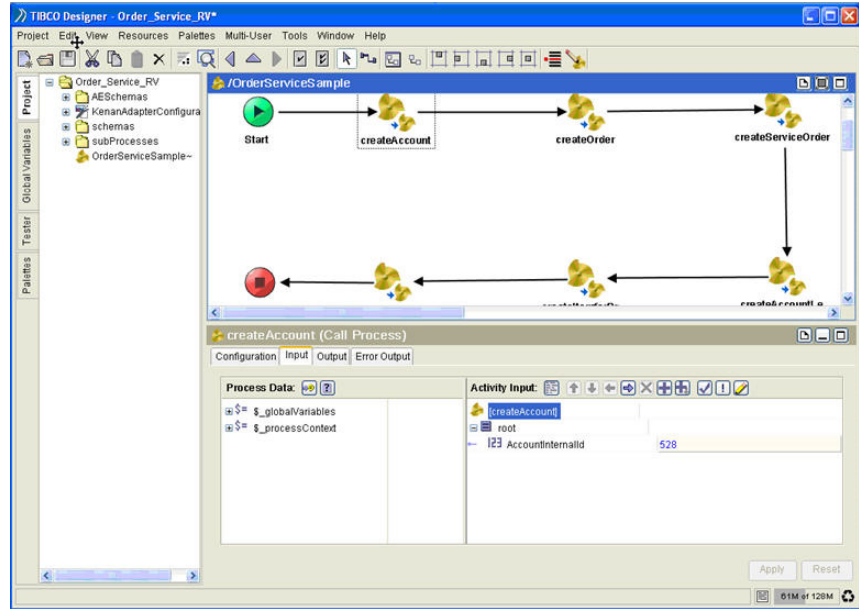 TIBCO Designer - Order_Service_RV*
Project Edit View Resources Palettes Multi-User Tools Window Help
Project
Global Variables
Tester
Palettes
Order_Service_RV
AESchemas
KenanAdapterConfigura
schemas
subProcesses
OrderServiceSample~
/OrderServiceSample
Start
createAccount
createOrder
createServiceOrder
createAccountLe
createAccount (Call Process)
Configuration Input Output Error Output
Process Data:
$= $_globalVariables
$= $_processContext
Activity Input:
[createAccount]
root
123 AccountInternalId 528
Apply Reset
61M of 128M